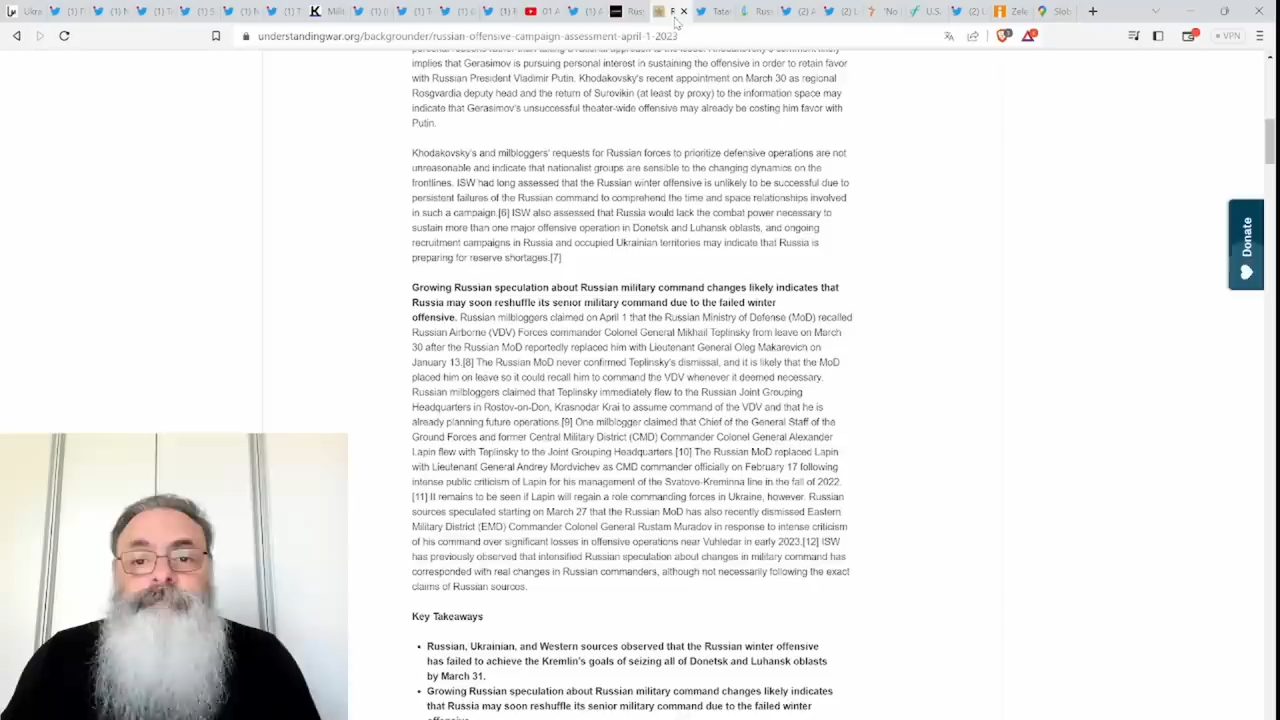 Ukra
01 A
Russ
VPN
understandingwar.org/backgrounder/russian-offensive-campaign-assessment-april-1-2023
implies that Gerasimov is pursuing personal interest in sustaining the offensive in order to retain favor
with Russian President Vladimir Putin. Khodakovsky's recent appointment on March 30 as regional
Rosgvardia deputy head and the return of Surovikin (at least by proxy) to the information space may
indicate that Gerasimov's unsuccessful theater-wide offensive may already be costing him favor with
Putin.
Khodakovsky's and milbloggers' requests for Russian forces to prioritize defensive operations are not
unreasonable and indicate that nationalist groups are sensible to the changing dynamics on the
frontlines. ISW had long assessed that the Russian winter offensive is unlikely to be successful due to
persistent failures of the Russian command to comprehend the time and space relationships involved
in such a campaign.[6] ISW also assessed that Russia would lack the combat power necessary to
sustain more than one major offensive operation in Donetsk and Luhansk oblasts, and ongoing
recruitment campaigns in Russia and occupied Ukrainian territories may indicate that Russia is
preparing for reserve shortages.[7]
Donate
Growing Russian speculation about Russian military command changes likely indicates that
Russia may soon reshuffle its senior military command due to the failed winter
offensive. Russian milbloggers claimed on April 1 that the Russian Ministry of Defense (MoD) recalled
Russian Airborne (VDV) Forces commander Colonel General Mikhail Teplinsky from leave on March
30 after the Russian MoD reportedly replaced him with Lieutenant General Oleg Makarevich on
January 13.[8] The Russian MoD never confirmed Teplinsky's dismissal, and it is likely that the MoD
placed him on leave so it could recall him to command the VDV whenever it deemed necessary.
Russian milbloggers claimed that Teplinsky immediately flew to the Russian Joint Grouping
Headquarters in Rostov-on-Don, Krasnodar Krai to assume command of the VDV and that he is
already planning future operations.[9] One milblogger claimed that Chief of the General Staff of the
Ground Forces and former Central Military District (CMD) Commander Colonel General Alexander
Lapin flew with Teplinsky to the Joint Grouping Headquarters.[10] The Russian MoD replaced Lapin
with Lieutenant General Andrey Mordvichev as CMD commander officially on February 17 following
intense public criticism of Lapin for his management of the Svatove-Kreminna line in the fall of 2022.
[11] It remains to be seen if Lapin will regain a role commanding forces in Ukraine, however. Russian
sources speculated starting on March 27 that the Russian MoD has also recently dismissed Eastern
Military District (EMD) Commander Colonel General Rustam Muradov in response to intense criticism
of his command over significant losses in offensive operations near Vuhledar in early 2023.[12] ISW
has previously observed that intensified Russian speculation about changes in military command has
corresponded with real changes in Russian commanders, although not necessarily following the exact
claims of Russian sources.
Key Takeaways
• Russian, Ukrainian, and Western sources observed that the Russian winter offensive
has failed to achieve the Kremlin's goals of seizing all of Donetsk and Luhansk oblasts
by March 31.
• Growing Russian speculation about Russian military command changes likely indicates
that Russia may soon reshuffle its senior military command due to the failed winter